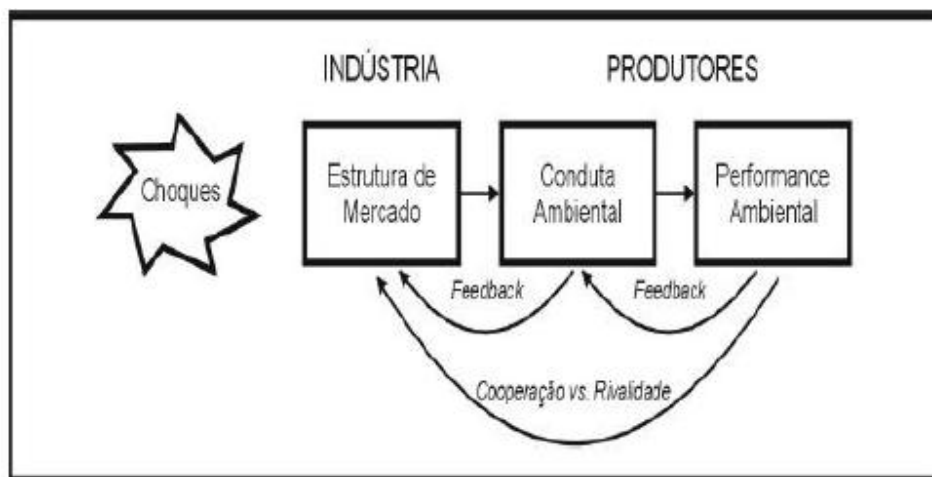 INDÚSTRIA
PRODUTORES
Choques
Estrutura de
Mercado
Conduta
Ambiental
Performance
Ambiental
Feedback
Feedback
Cooperação vs. Rivalidade